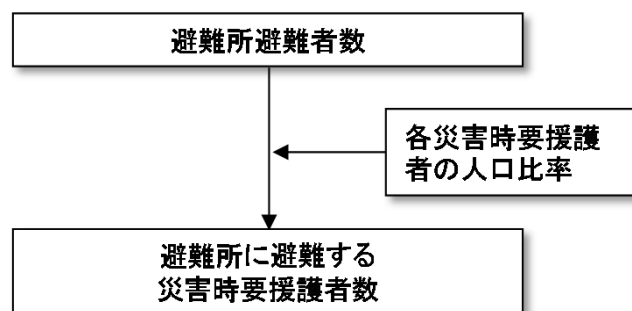 避難所避難者数
各災害時要援護
者の人口比率
避難所に避難する
災害時要援護者数